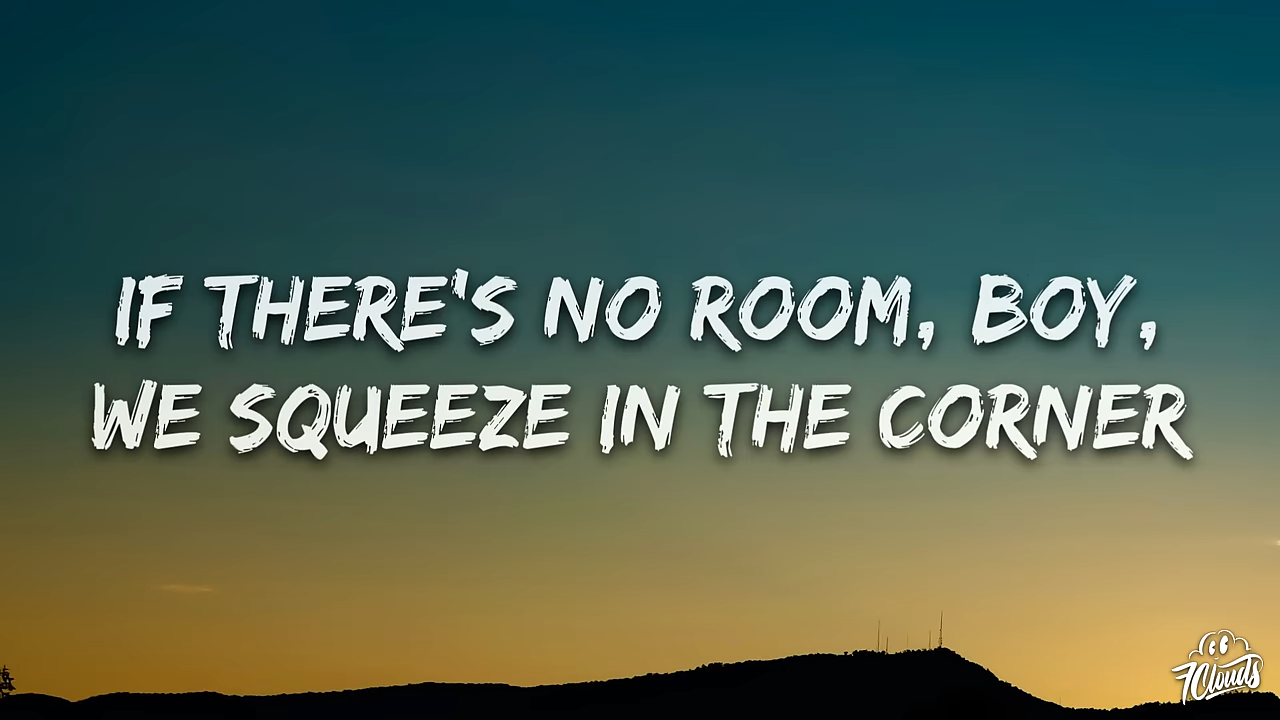 IF THERE'S NO ROOM, BOY,
WE SQUEEZE IN THE CORNER
7Clouds